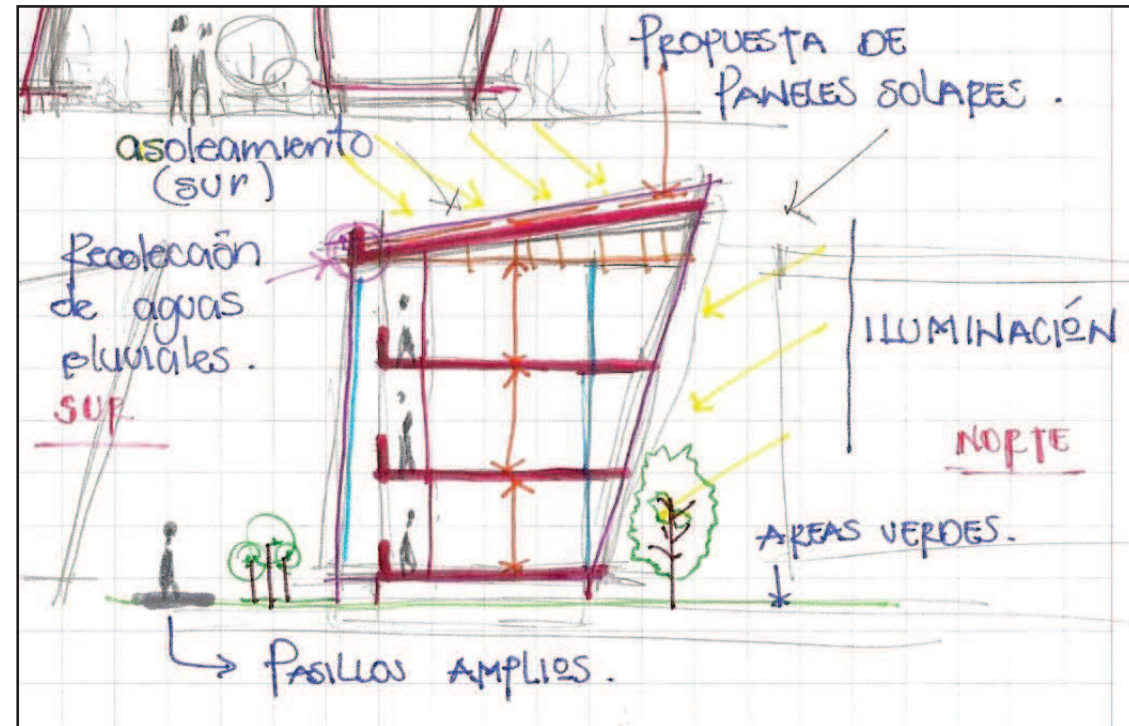 PROPUESTA DE
PANELES SOLARES.
asoleamiento
(sur)
Recolección
de aguas
pluviales.
SUR
ILUMINACIÓN
NORTE
AREAS VERDES.
PASILLOS AMPLIOS.